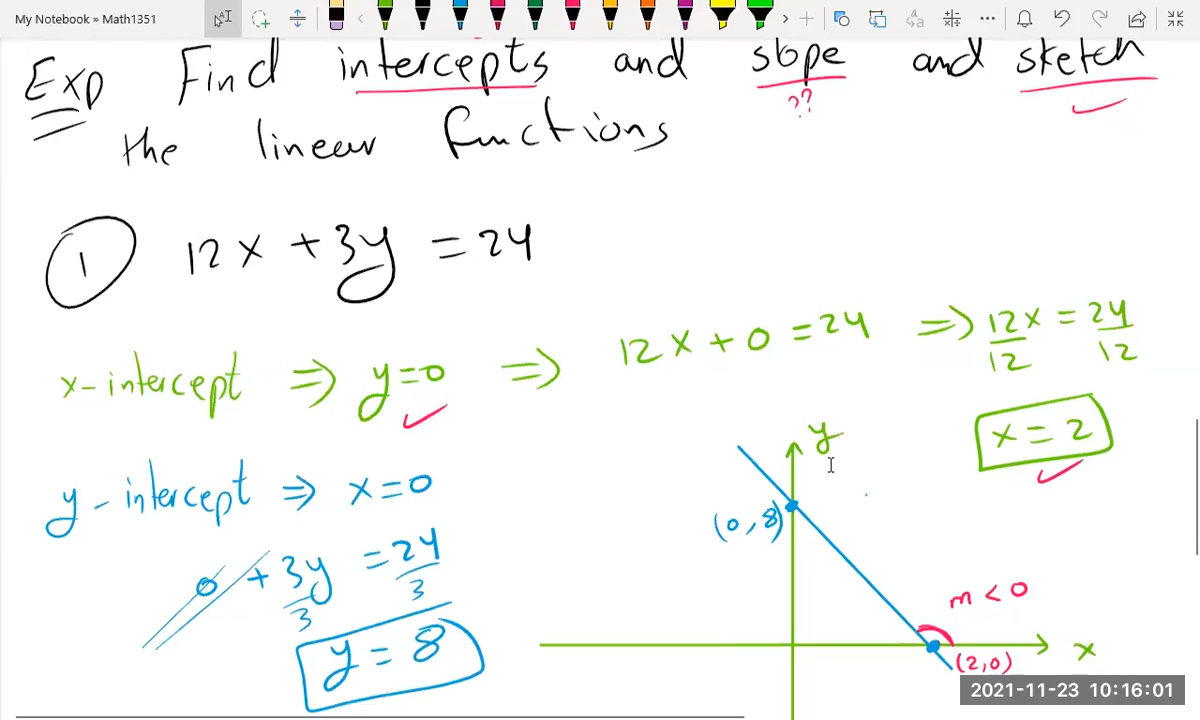 My Notebook » Math1351
Exp Find intercepts and slope and sketch
??
the linear functions
1 12x + 3y = 24
x-intercept ⇒ y=0 ⇒ 12x + 0 = 24 ⇒ 12x/12 = 24/12
x = 2
y-intercept ⇒ x=0
0 + 3y/3 = 24/3
y = 8
y
(0, 8)
m < 0
x
(2,0)
2021-11-23 10:16:01